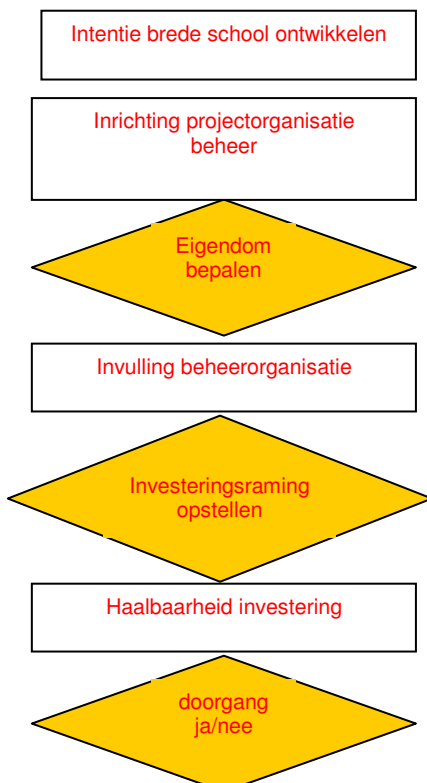 Intentie brede school ontwikkelen
Inrichting projectorganisatie
beheer
Eigendom
bepalen
Invulling beheerorganisatie
Investeringsraming
opstellen
Haalbaarheid investering
doorgang
ja/nee